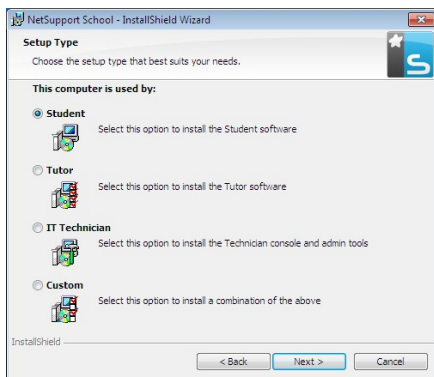 NetSupport School - InstallShield Wizard
Setup Type
Choose the setup type that best suits your needs.
S
This computer is used by:
Student
Select this option to install the Student software
Tutor
Select this option to install the Tutor software
IT Technician
Select this option to install the Technician console and admin tools
Custom
Select this option to install a combination of the above
InstallShield
< Back Next > Cancel